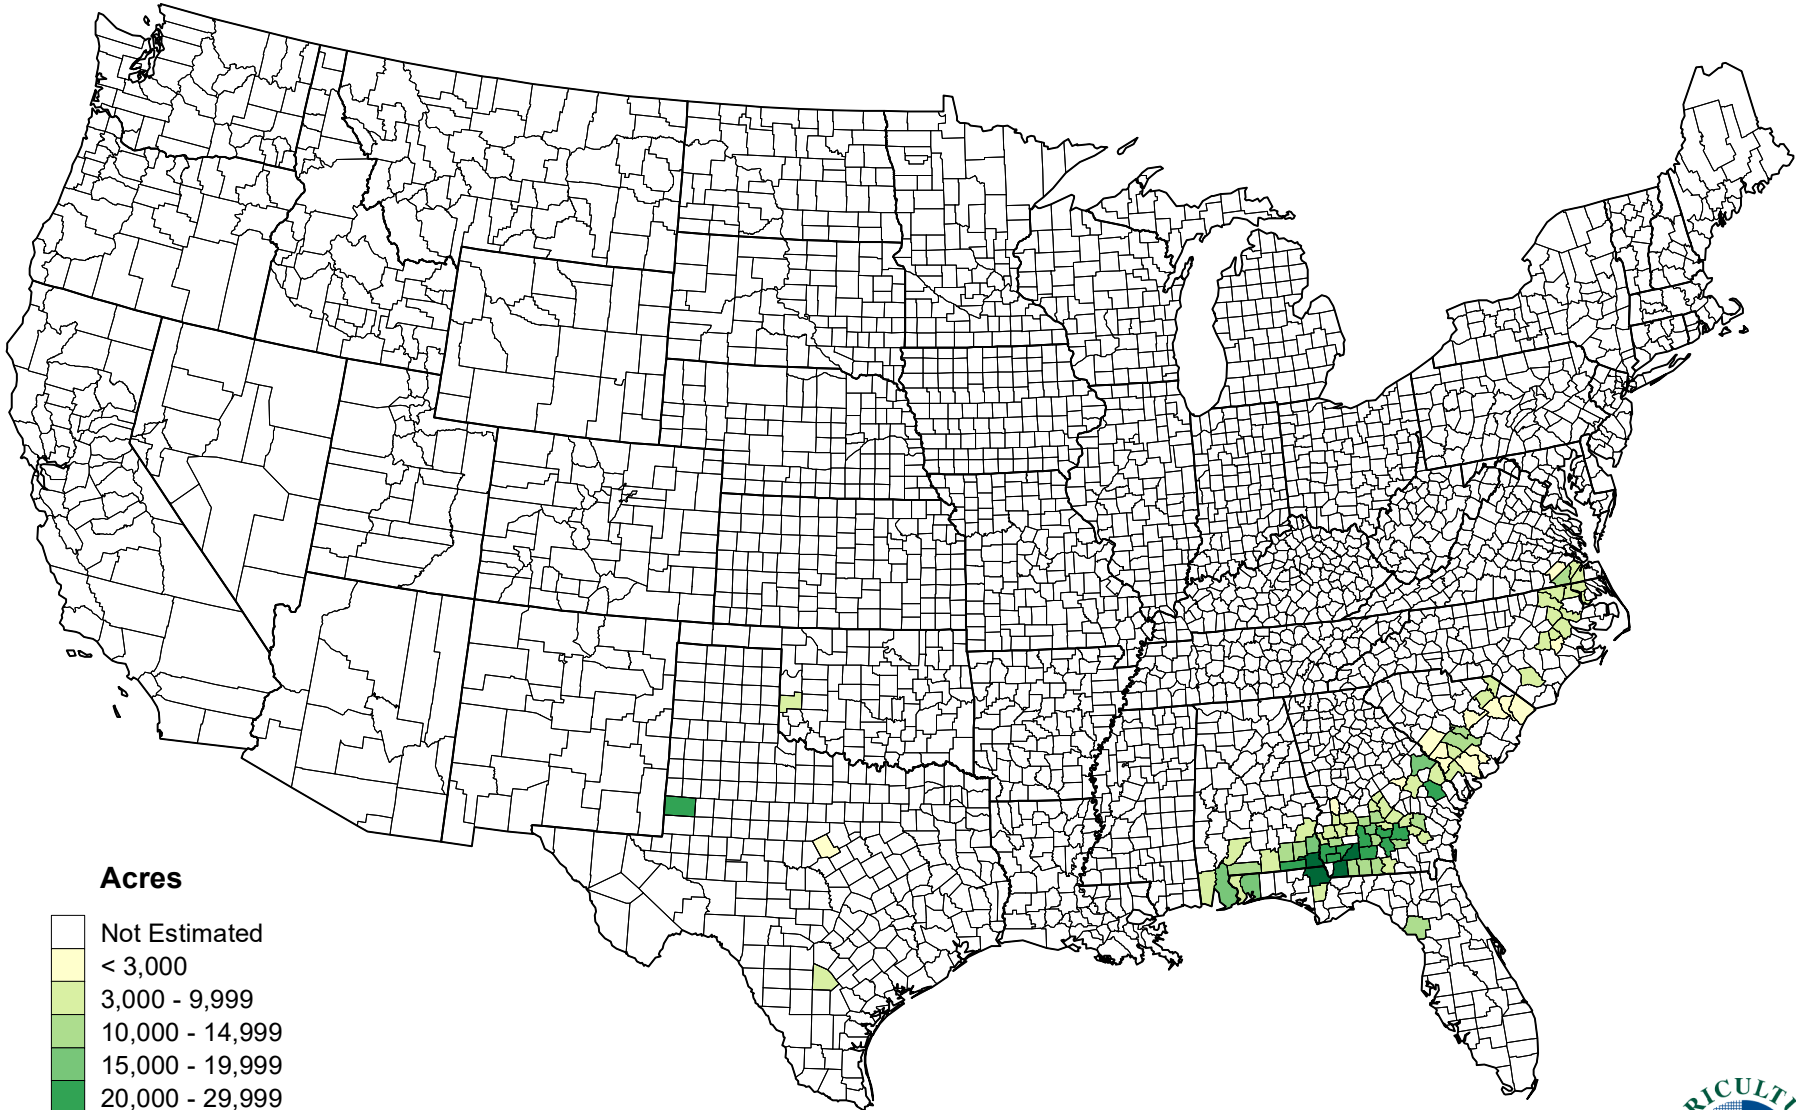 Acres
Not Estimated
< 3,000
3,000 - 9,999
10,000 - 14,999
15,000 - 19,999
20,000 - 29,999